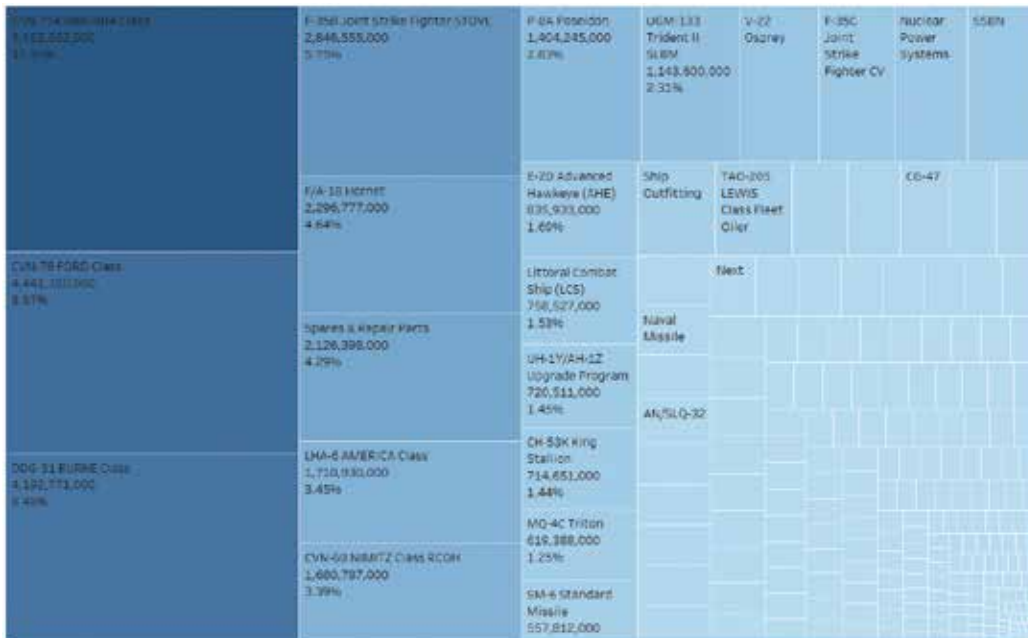 Class
F-35B Joint Strike Fighter STOVL
2,846,555,000
F/A-18 Hornet
2,296,777,000
4.64%
Spares & Repair Parts
2,126,398,000
4.29%
LHA-6 AMERICA Class
1,710,930,000
3.45%
NIMITZ Class RCOH
1,680,787,000
3.39%
CVN-78 FORD Class
DDG-51 BURKE Class
P-8A Poseidon
1,404,245,000
2.83%
E-2D Advanced
Hawkeye (AHE)
835,933,000
1.69%
Littoral Combat
Ship (LCS)
758,527,000
1.53%
UH-1Y/AH-1Z
Upgrade Program
720,511,000
1.45%
CH-53K King
Stallion
714,651,000
1.44%
MQ-4C Triton
619,388,000
1.25%
SM-6 Standard
Missile
557,812,000
UGM-133
Trident II
SLBM
1,143,600,000
2.31%
V-22
Osprey
F-35C
Joint
Strike
Fighter CV
Nuclear
Power
Systems
SSBN
Ship
Outfitting
TAO-205
LEWIS
Class Fleet
Oiler
CG-47
Next
Naval
Missile
AN/SLQ-32